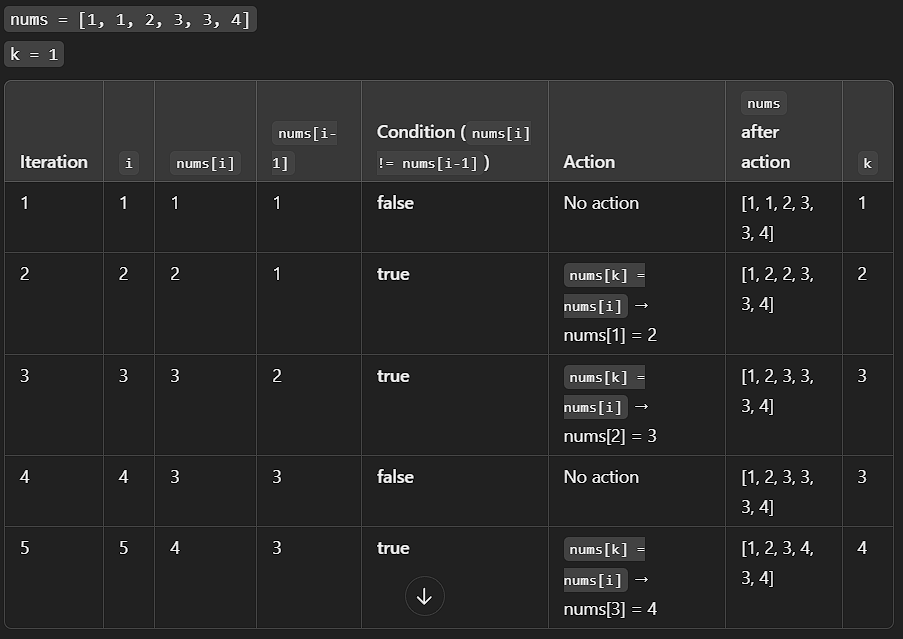 nums = [1, 1, 2, 3, 3, 4]
k = 1
Iteration i nums[i] nums[i-1] Condition (nums[i] != nums[i-1]) Action nums after action k
1 1 1 1 false No action [1, 1, 2, 3, 3, 4] 1
2 2 2 1 true nums[k] = nums[i] → nums[1] = 2 [1, 2, 2, 3, 3, 4] 2
3 3 3 2 true nums[k] = nums[i] → nums[2] = 3 [1, 2, 3, 3, 3, 4] 3
4 4 3 3 false No action [1, 2, 3, 3, 3, 4] 3
5 5 4 3 true nums[k] = nums[i] → nums[3] = 4 [1, 2, 3, 4, 3, 4] 4